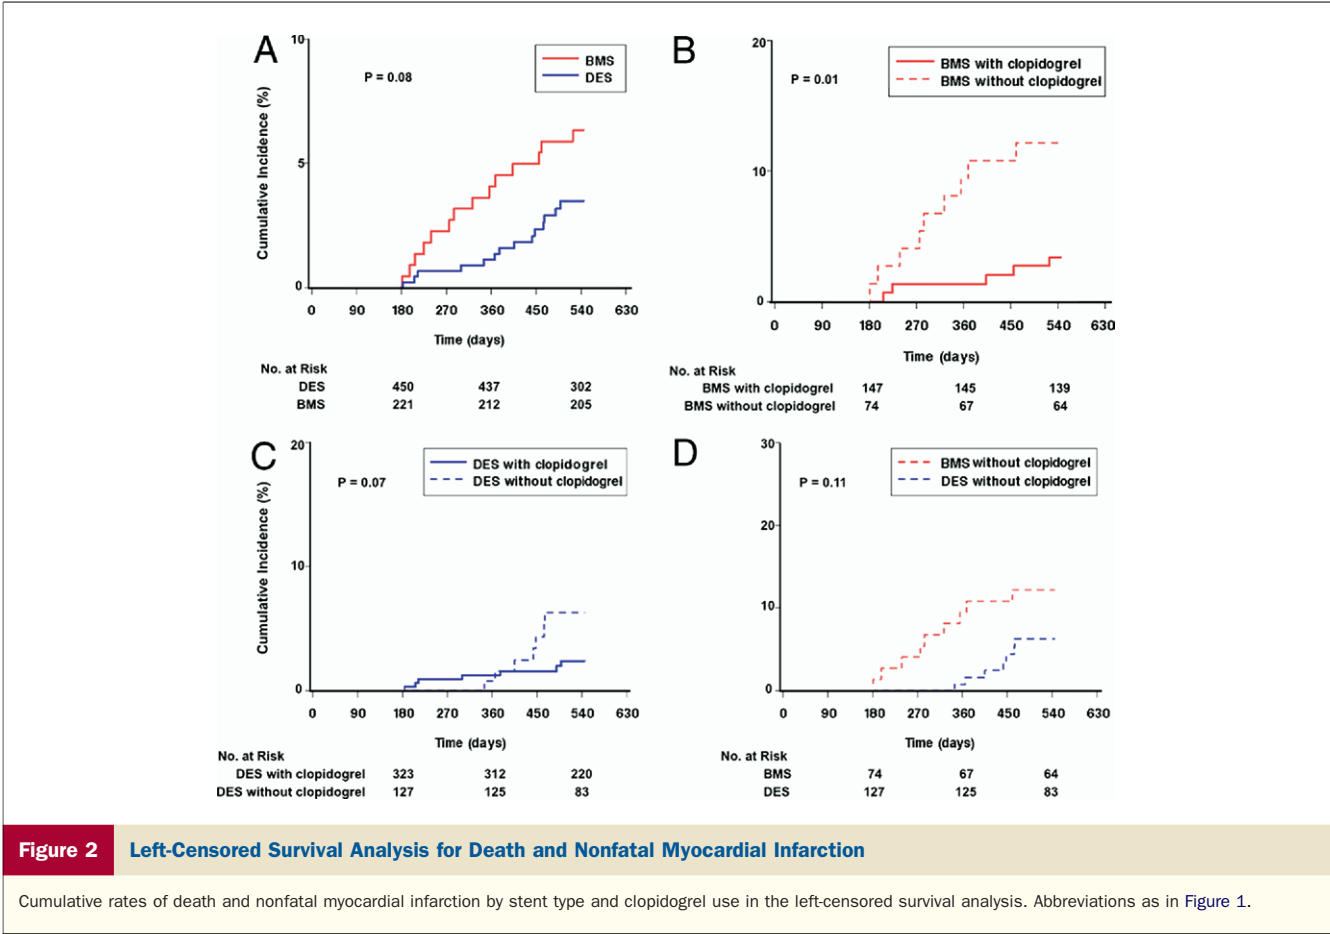 A
10
5
0
Cumulative Incidence (%)
P = 0.08
BMS
DES
0 90 180 270 360 450 540 630
Time (days)
No. at Risk
DES 450 437 302
BMS 221 212 205
B
20
10
0
P = 0.01
BMS with clopidogrel
BMS without clopidogrel
0 90 180 270 360 450 540 630
Time (days)
No. at Risk
BMS with clopidogrel 147 145 139
BMS without clopidogrel 74 67 64
C
20
10
0
Cumulative Incidence (%)
P = 0.07
DES with clopidogrel
DES without clopidogrel
0 90 180 270 360 450 540 630
Time (days)
No. at Risk
DES with clopidogrel 323 312 220
DES without clopidogrel 127 125 83
D
30
20
10
0
P = 0.11
BMS without clopidogrel
DES without clopidogrel
0 90 180 270 360 450 540 630
Time (days)
No. at Risk
BMS 74 67 64
DES 127 125 83
Figure 2 Left-Censored Survival Analysis for Death and Nonfatal Myocardial Infarction
Cumulative rates of death and nonfatal myocardial infarction by stent type and clopidogrel use in the left-censored survival analysis. Abbreviations as in Figure 1.